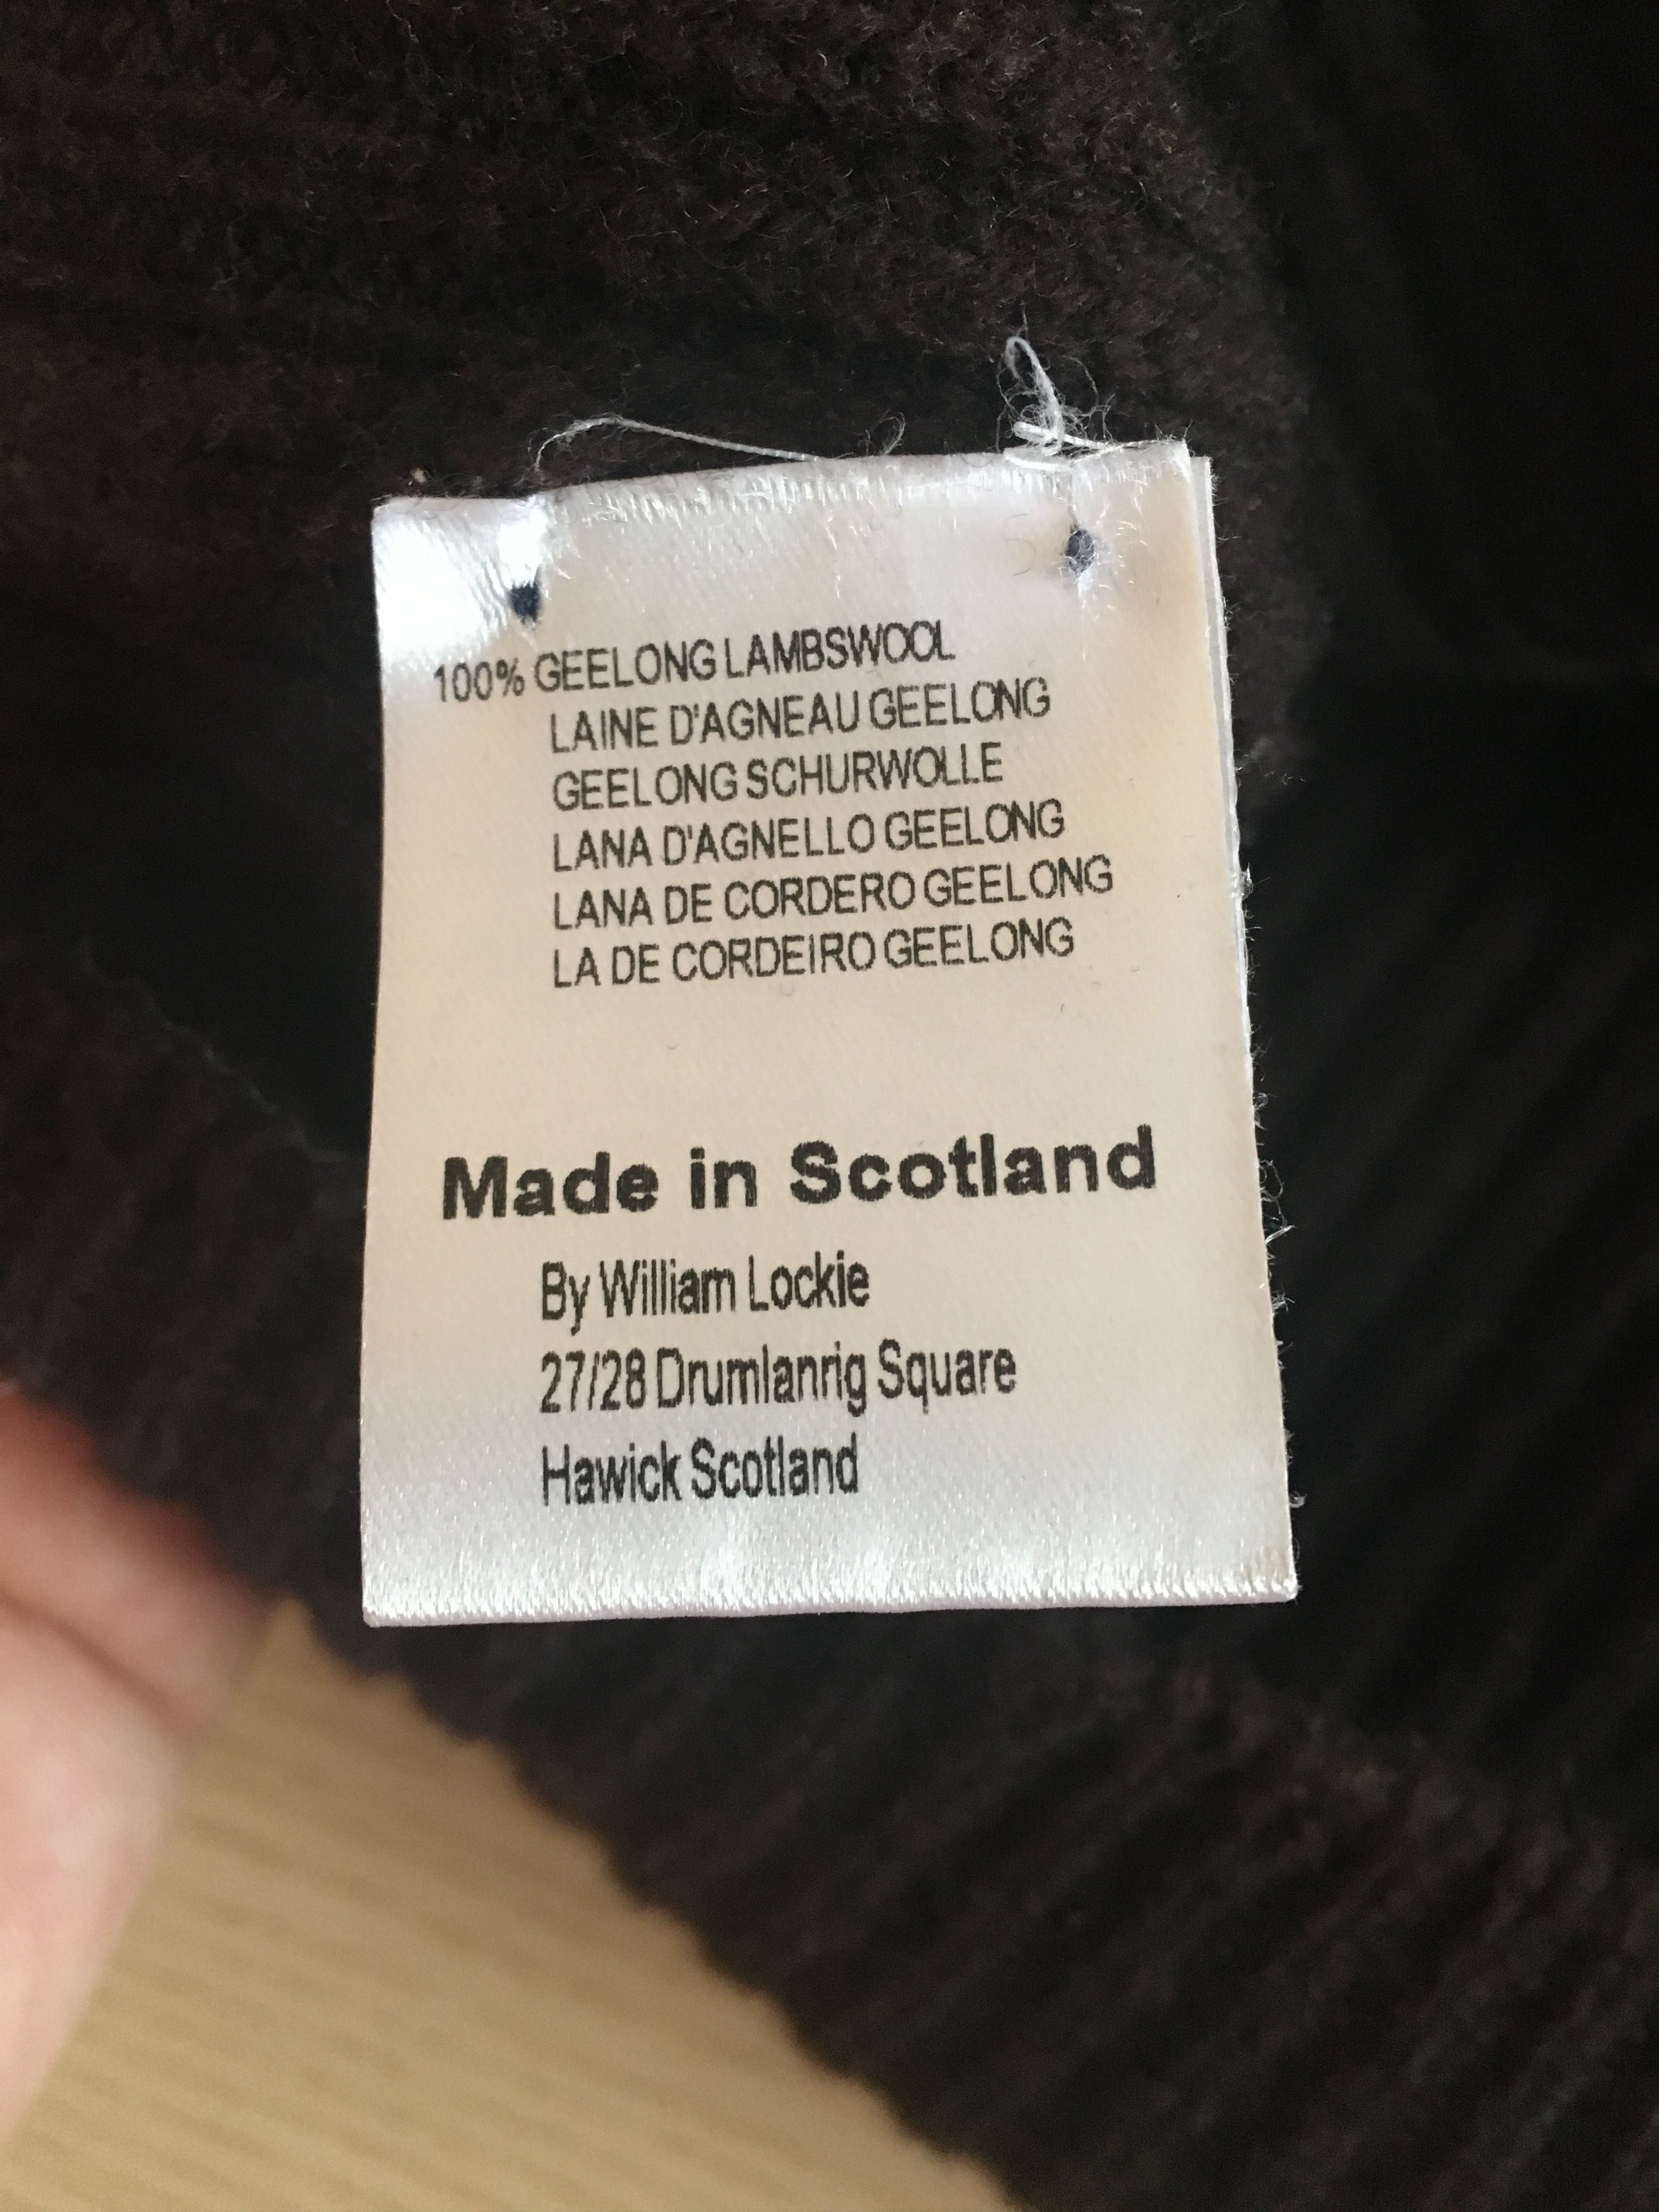 100% GEELONG LAMBSWOOL
LAINE D'AGNEAU GEELONG
GEELONG SCHURWOLLE
LANA D'AGNELLO GEELONG
LANA DE CORDERO GEELONG
LA DE CORDEIRO GEELONG
Made in Scotland
By William Lockie
27/28 Drumlanrig Square
Hawick Scotland